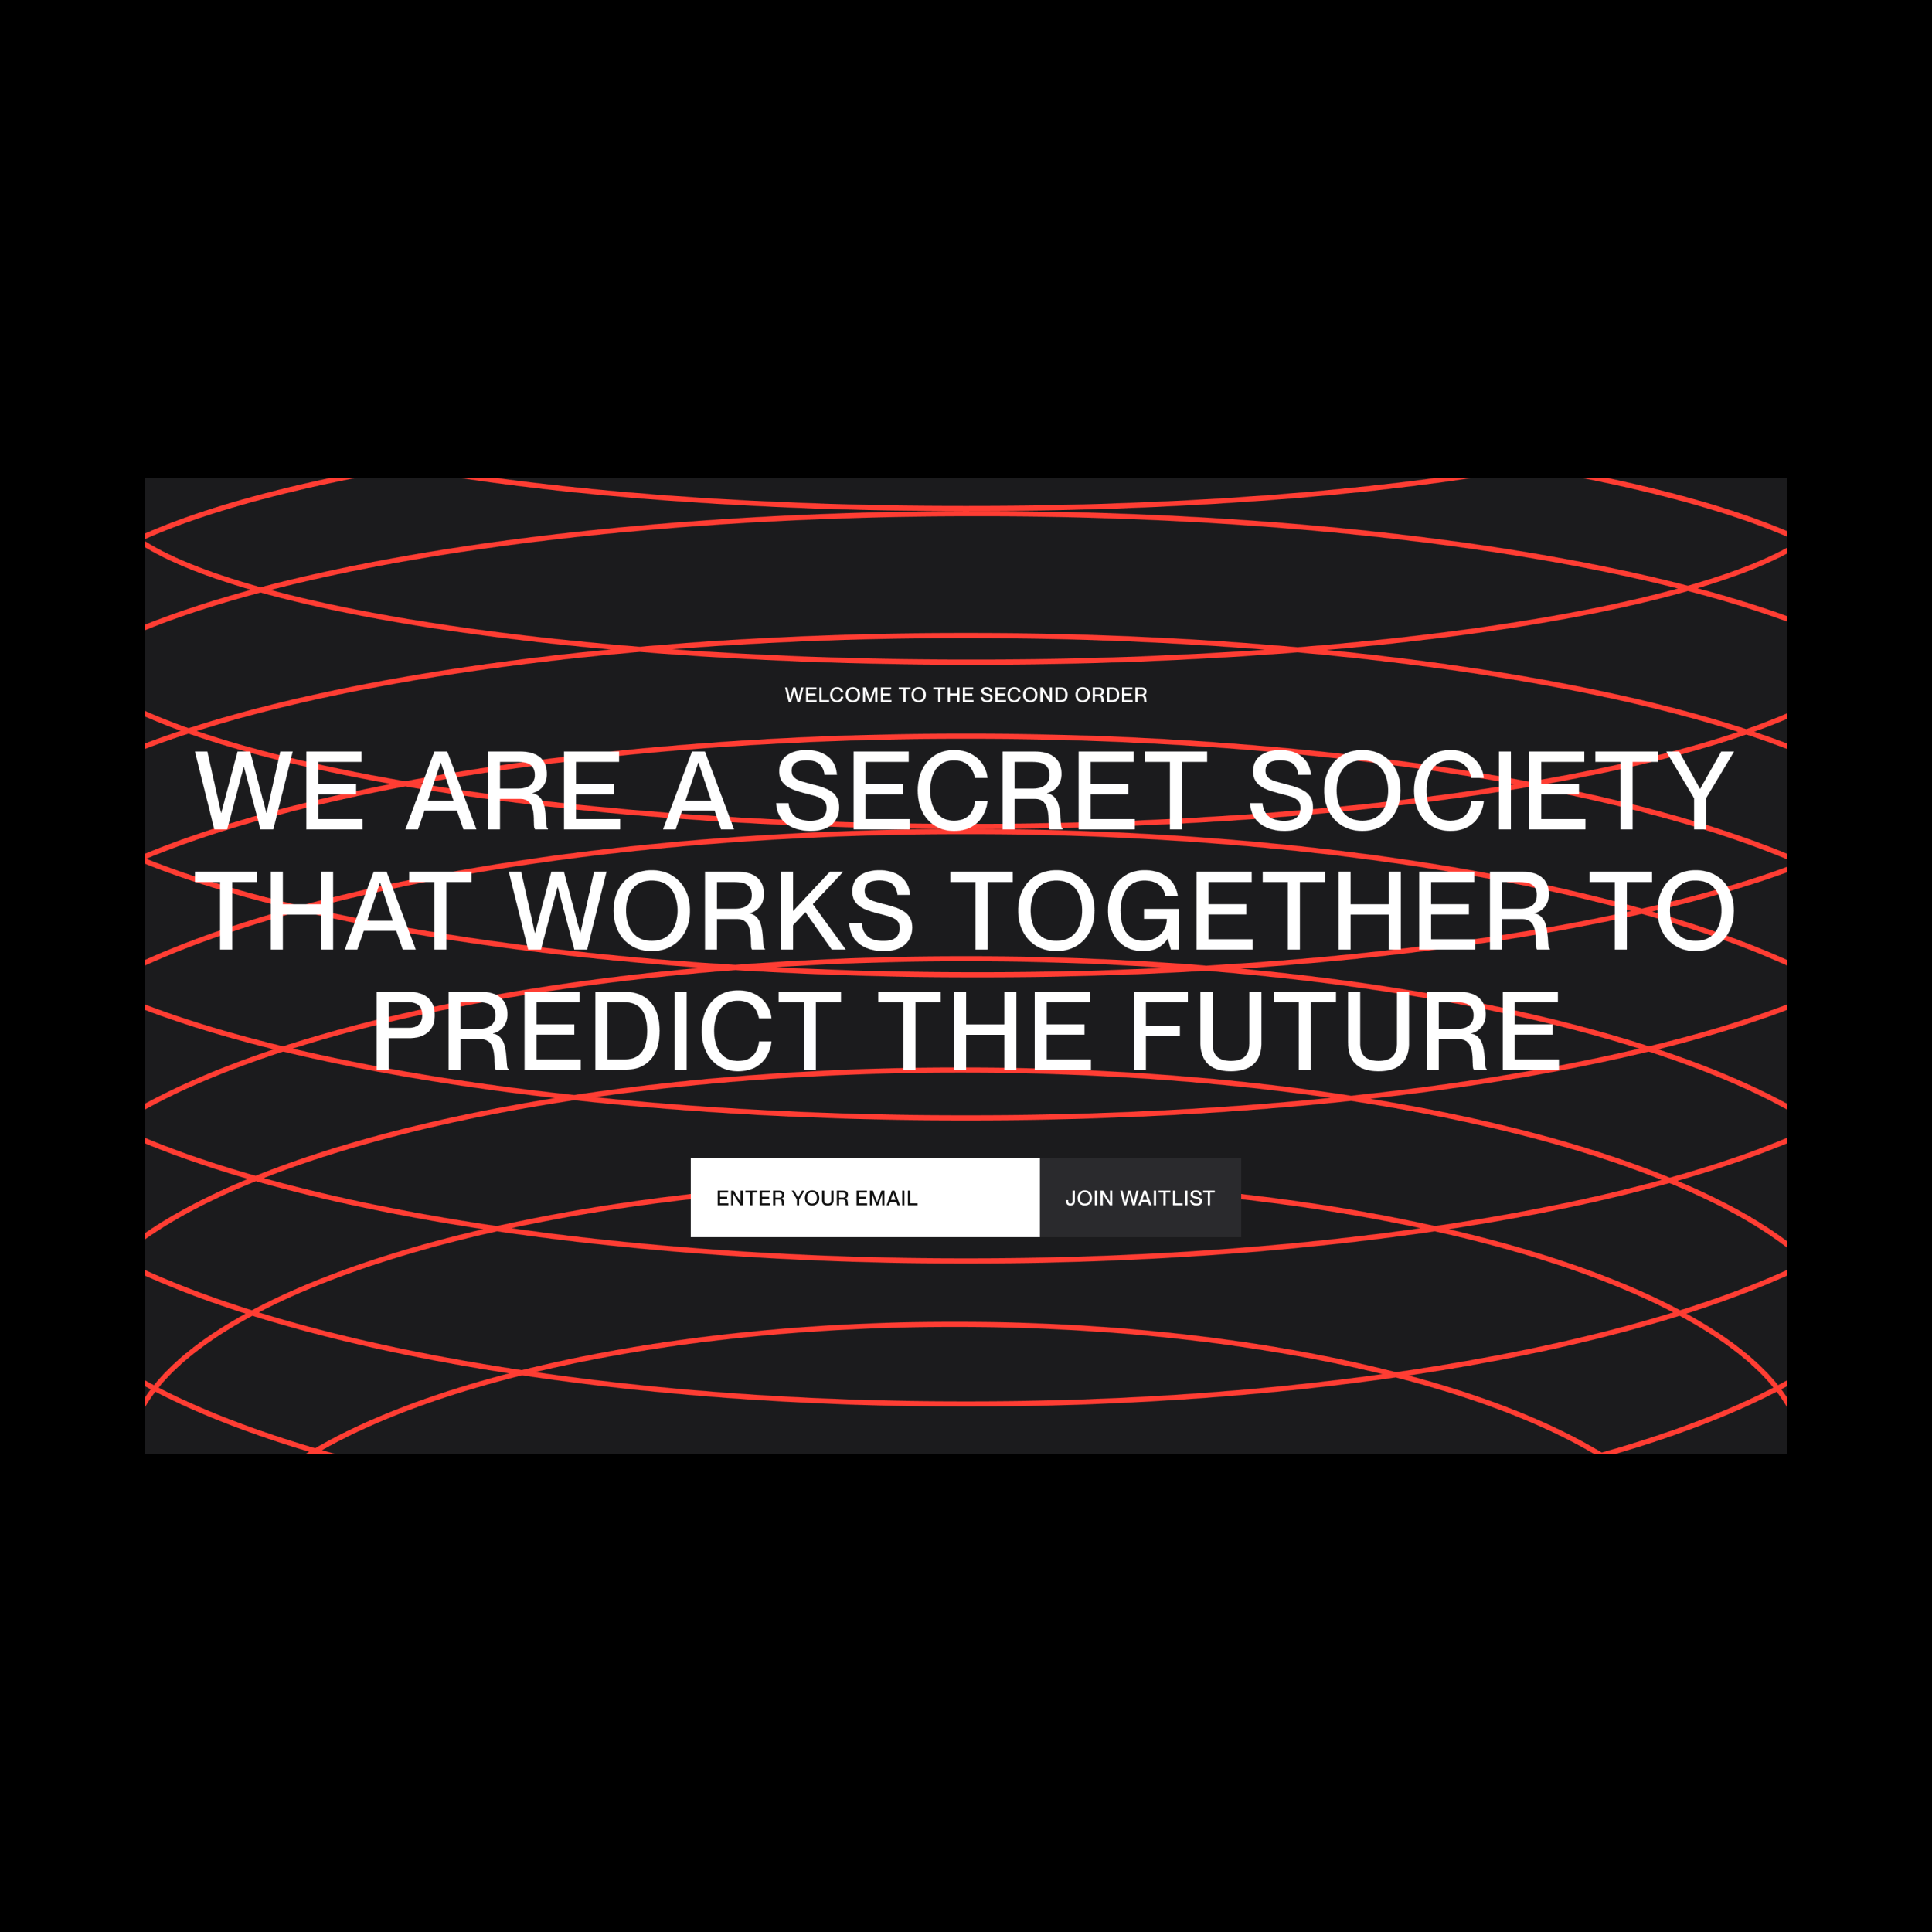 WELCOME TO THE SECOND ORDER
WE ARE A SECRET SOCIETY
THAT WORKS TOGETHER TO
PREDICT THE FUTURE
ENTER YOUR EMAIL
JOIN WAITLIST